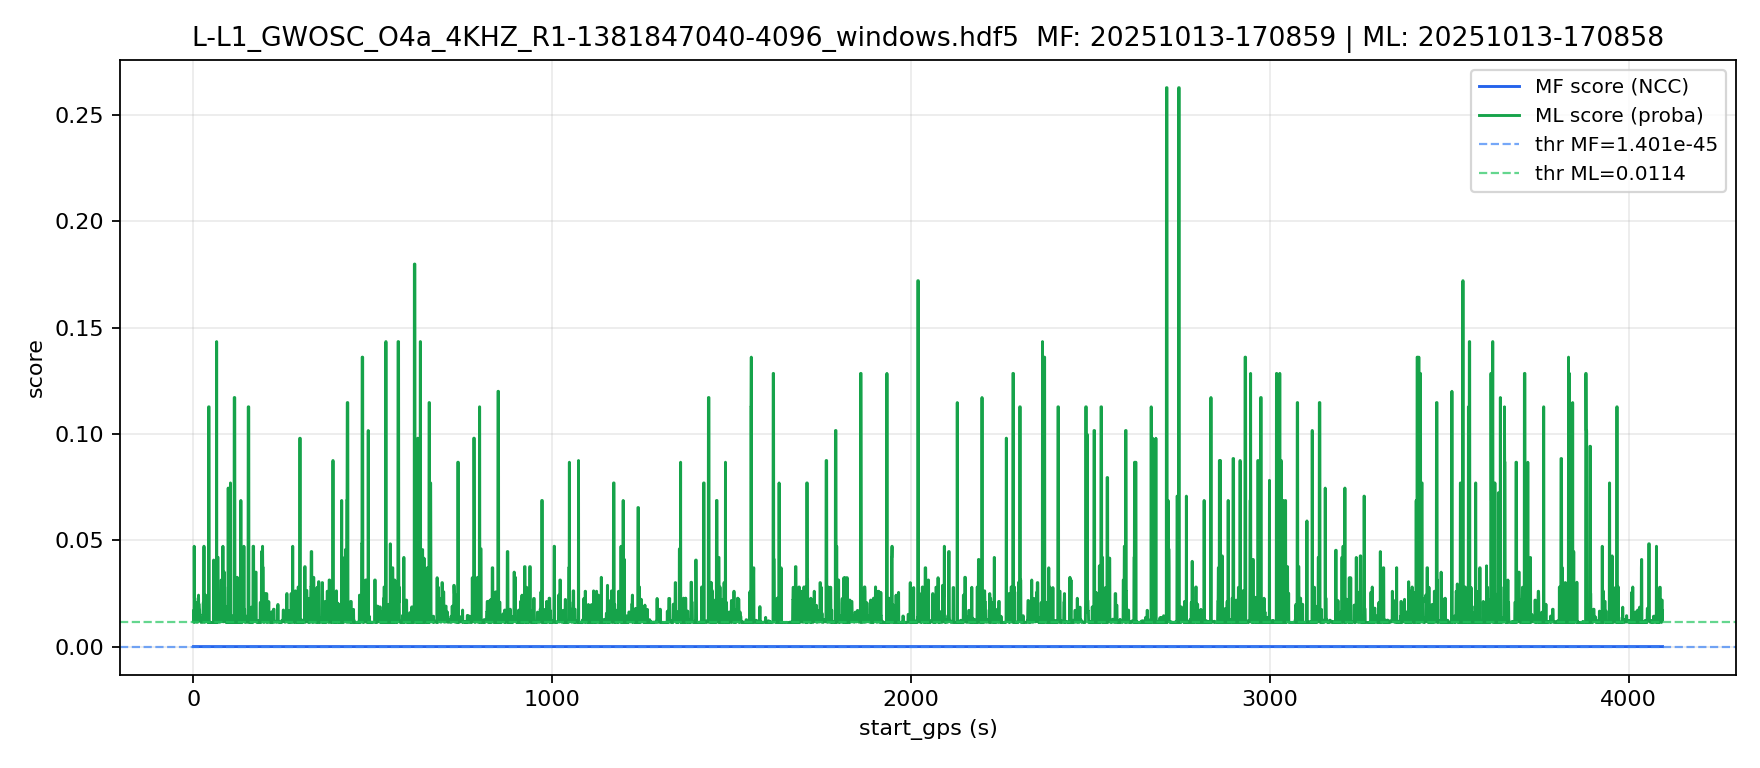 L-L1_GWOSC_O4a_4KHZ_R1-1381847040-4096_windows.hdf5  MF: 20251013-170859 | ML: 20251013-170858
MF score (NCC)
ML score (proba)
thr MF=1.401e-45
thr ML=0.0114
score
0.25
0.20
0.15
0.10
0.05
0.00
0
1000
2000
3000
4000
start_gps (s)